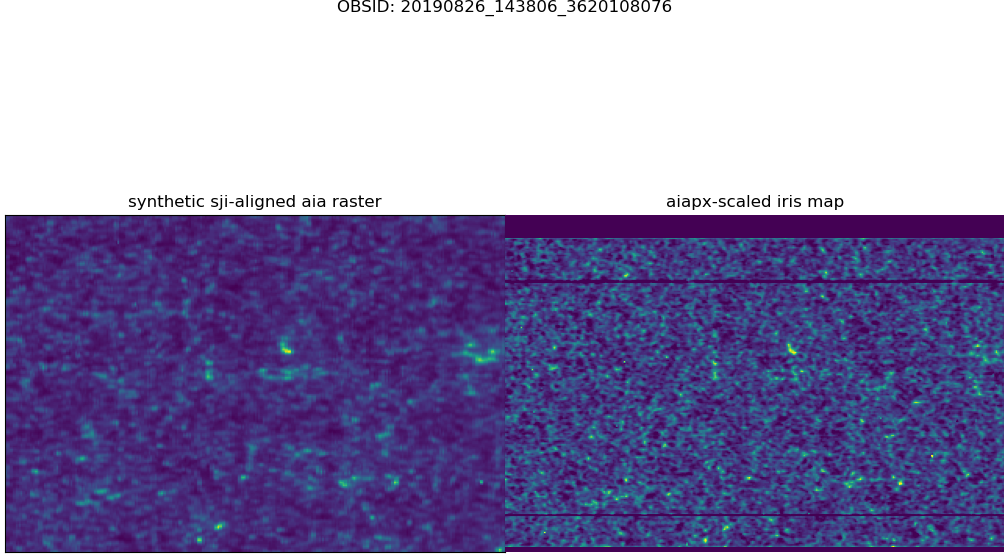 OBSID: 20190826_143806_3620108076
synthetic sji-aligned aia raster
aiapx-scaled iris map